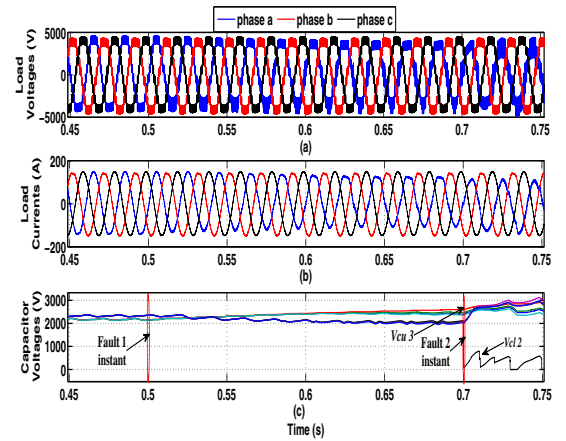 phase a phase b phase c
5000
0
−5000
Load
Voltages (V)
0.45 0.5 0.55 0.6 0.65 0.7 0.752
(a)
200
0
−200
Load
Currents (A)
0.45 0.5 0.55 0.6 0.65 0.7 0.751
(b)
3000
2000
1000
0
Capacitor
Voltages (V)
Fault 1
instant
Vcu 3
Fault 2
instant
Vcl 2
0.45 0.5 0.55 0.6 0.65 0.7 0.751
(c)
Time (s)